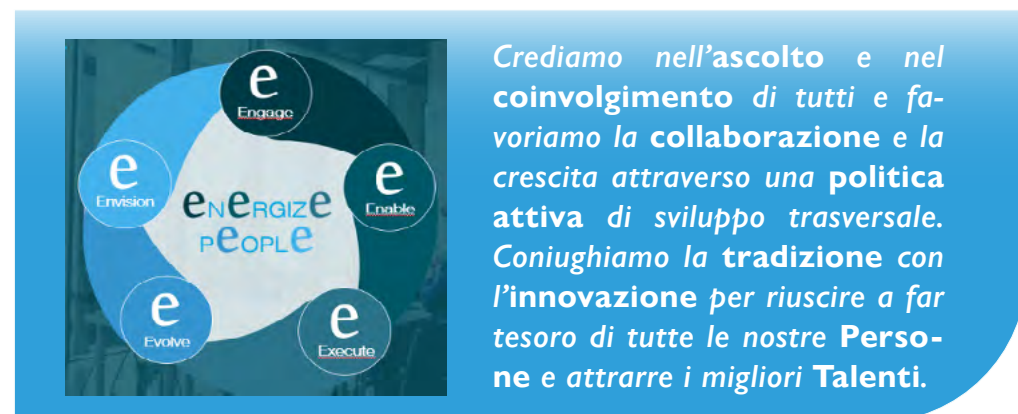 e
Engage
e
Envision
e
Enable
eNeRGIZe
PeOPLe
e
Evolve
e
Execute
Crediamo nell'ascolto e nel
coinvolgimento di tutti e fa-
voriamo la collaborazione e la
crescita attraverso una politica
attiva di sviluppo trasversale.
Coniughiamo la tradizione con
l'innovazione per riuscire a far
tesoro di tutte le nostre Perso-
ne e attrarre i migliori Talenti.